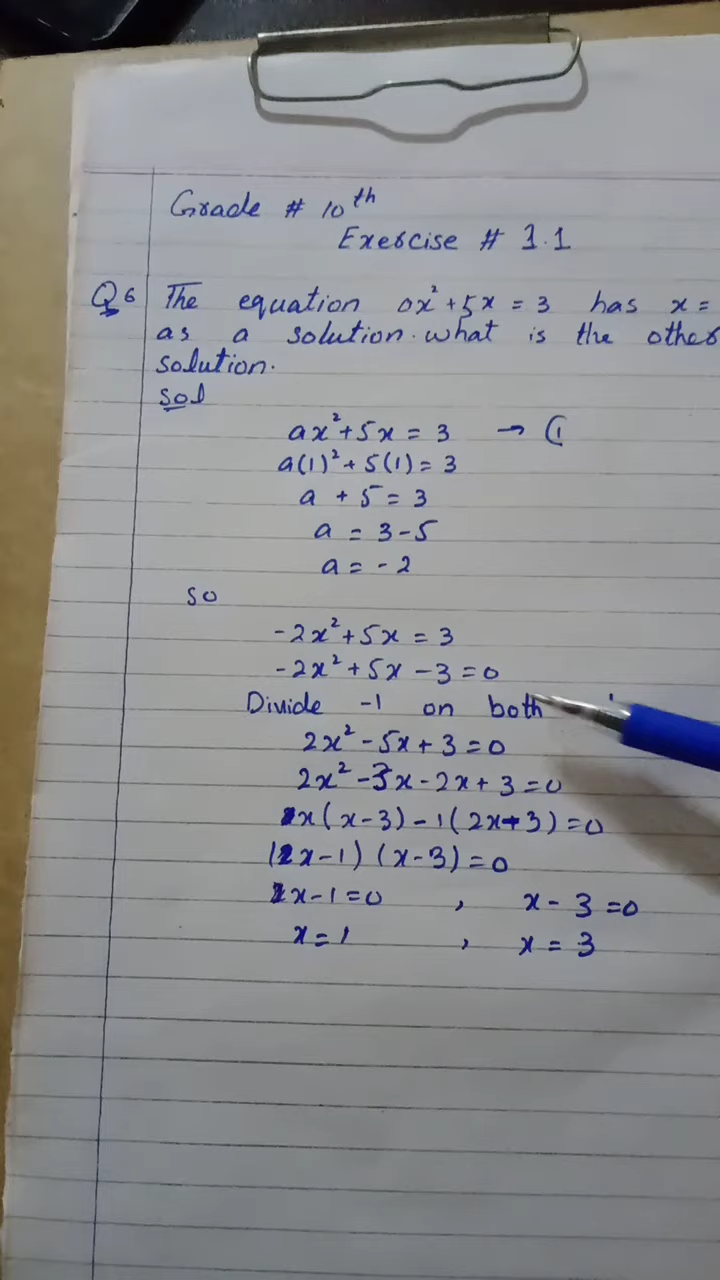 Grade # 10th
Exercise # 1.1
Q6 The equation ax²+5x = 3 has x =
as a solution. what is the other
solution.
Sol
ax²+5x = 3 → (1
a(1)²+5(1) = 3
a + 5 = 3
a = 3-5
a = -2
so
-2x²+5x = 3
-2x²+5x-3=0
Divide -1 on both
2x²-5x+3=0
2x²-3x-2x+3=0
x(x-3)-1(2x+3)=0
(2x-1)(x-3)=0
x-1=0 , x-3=0
x=1 , x=3